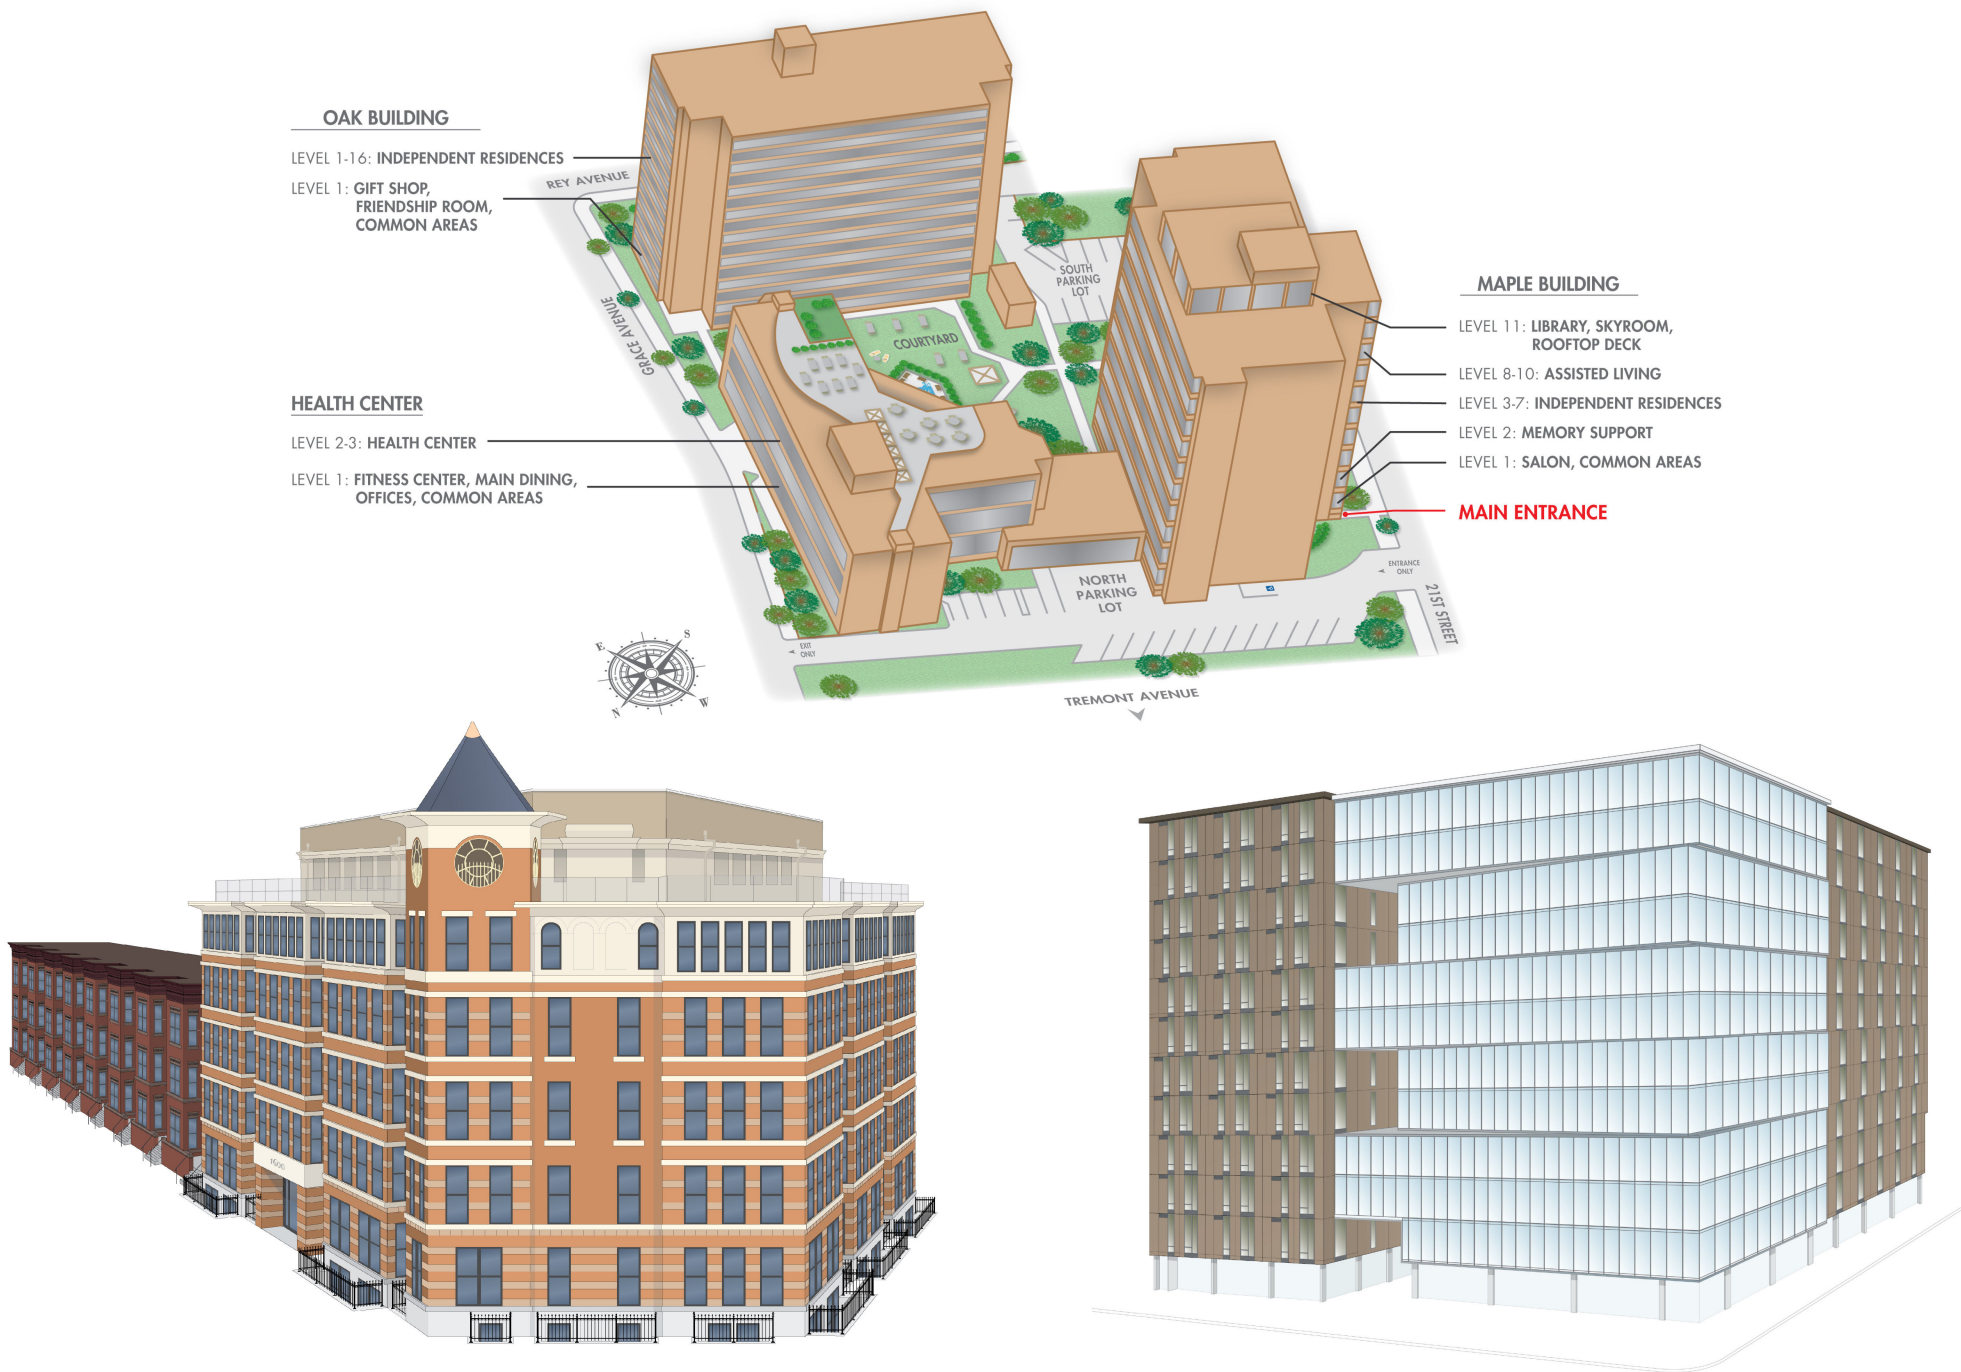 OAK BUILDING
LEVEL 1-16: INDEPENDENT RESIDENCES
LEVEL 1: GIFT SHOP,
FRIENDSHIP ROOM,
COMMON AREAS
REY AVENUE
GRACE AVENUE
SOUTH
PARKING
LOT
COURTYARD
MAPLE BUILDING
LEVEL 11: LIBRARY, SKYROOM,
ROOFTOP DECK
LEVEL 8-10: ASSISTED LIVING
LEVEL 3-7: INDEPENDENT RESIDENCES
LEVEL 2: MEMORY SUPPORT
LEVEL 1: SALON, COMMON AREAS
MAIN ENTRANCE
HEALTH CENTER
LEVEL 2-3: HEALTH CENTER
LEVEL 1: FITNESS CENTER, MAIN DINING,
OFFICES, COMMON AREAS
NORTH
PARKING
LOT
ENTRANCE
ONLY
21ST STREET
EXIT
ONLY
E
S
N
W
TREMONT AVENUE
1600